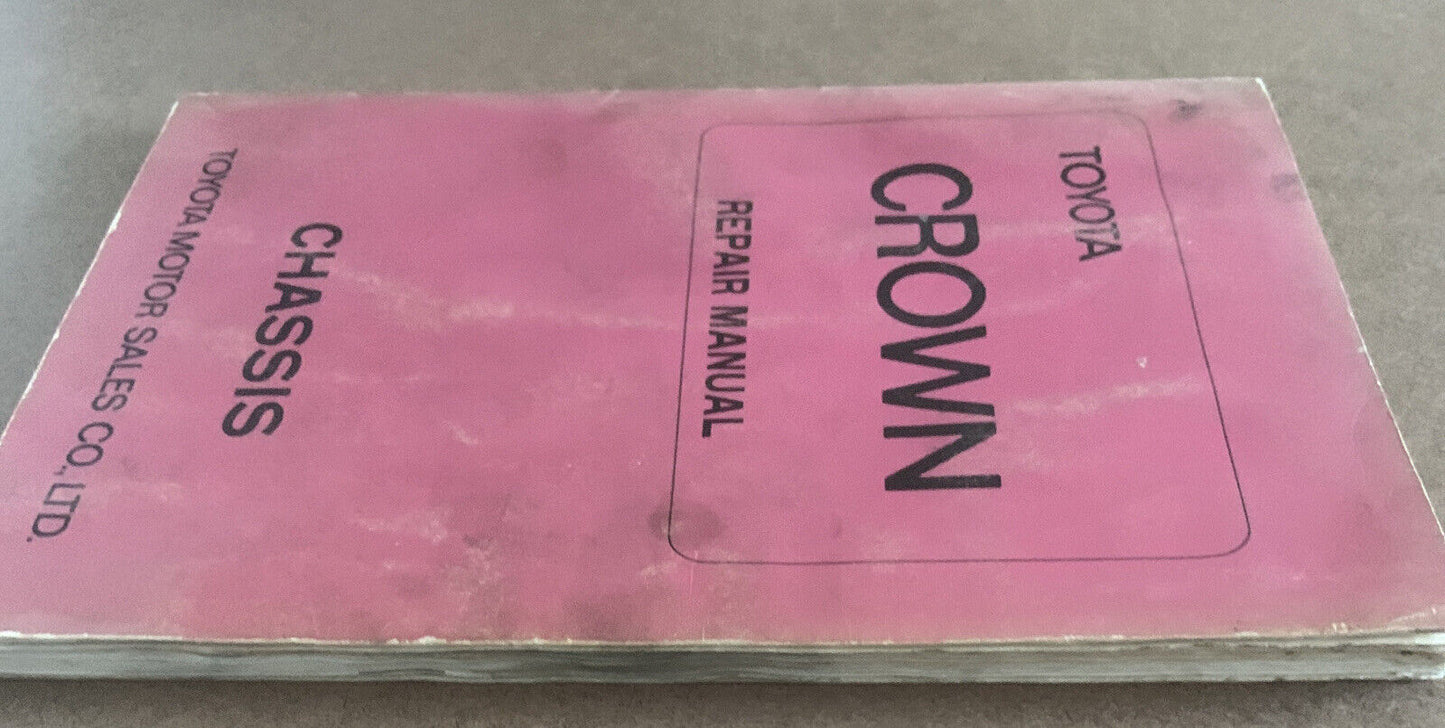 TOYOTA
CROWN
REPAIR MANUAL
CHASSIS
TOYOTA MOTOR SALES CO., LTD.